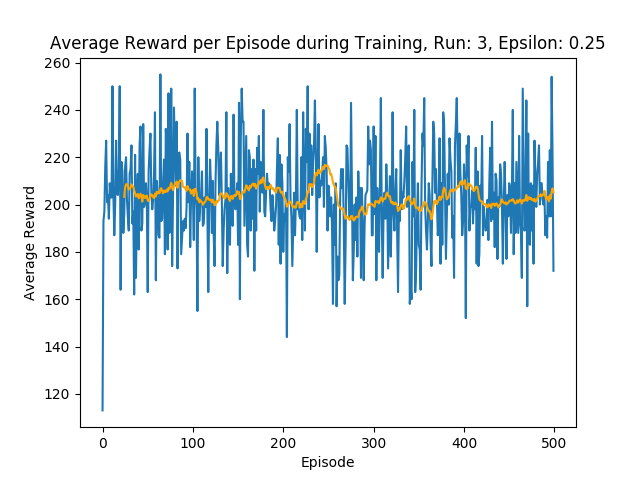 Average Reward per Episode during Training, Run: 3, Epsilon: 0.25
260
240
220
200
180
160
140
120
Average Reward
0 100 200 300 400 500
Episode